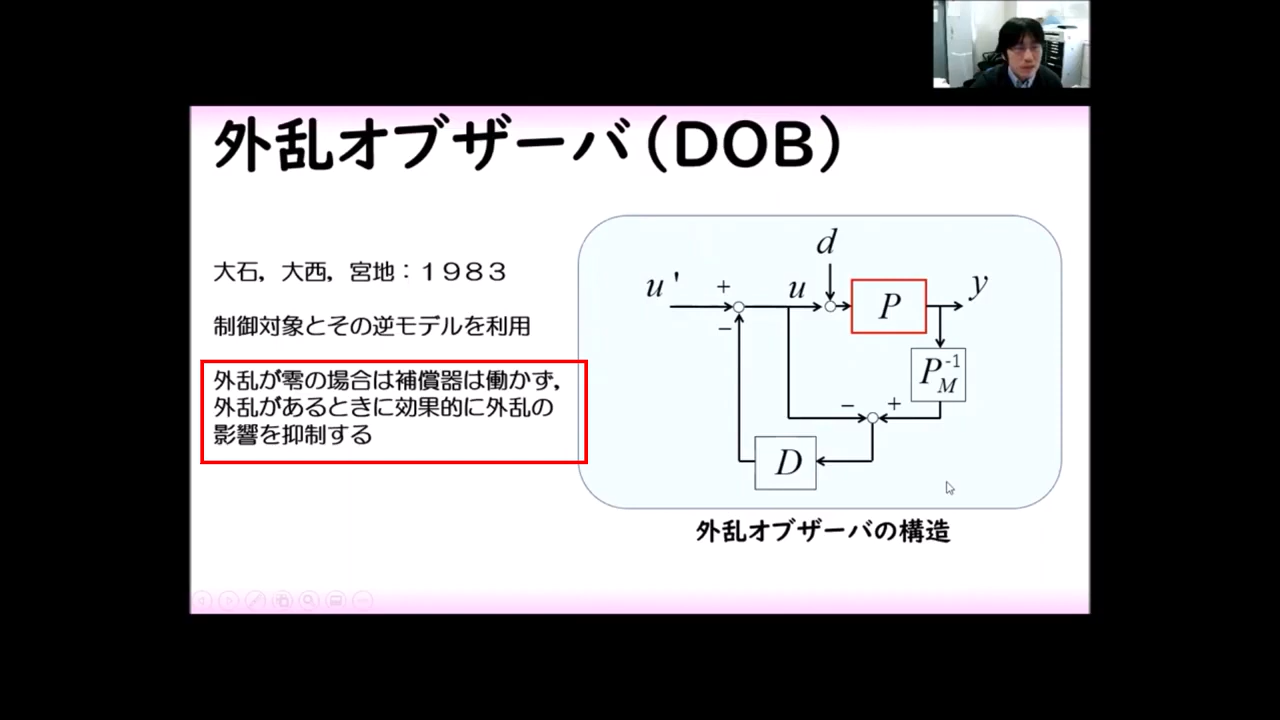 外乱オブザーバ（DOB）
大石，大西，宮地：１９８３
制御対象とその逆モデルを利用
外乱が零の場合は補償器は働かず，
外乱があるときに効果的に外乱の
影響を抑制する
d
u'
+
u
P
y
−
P_M^{-1}
−
+
D
外乱オブザーバの構造